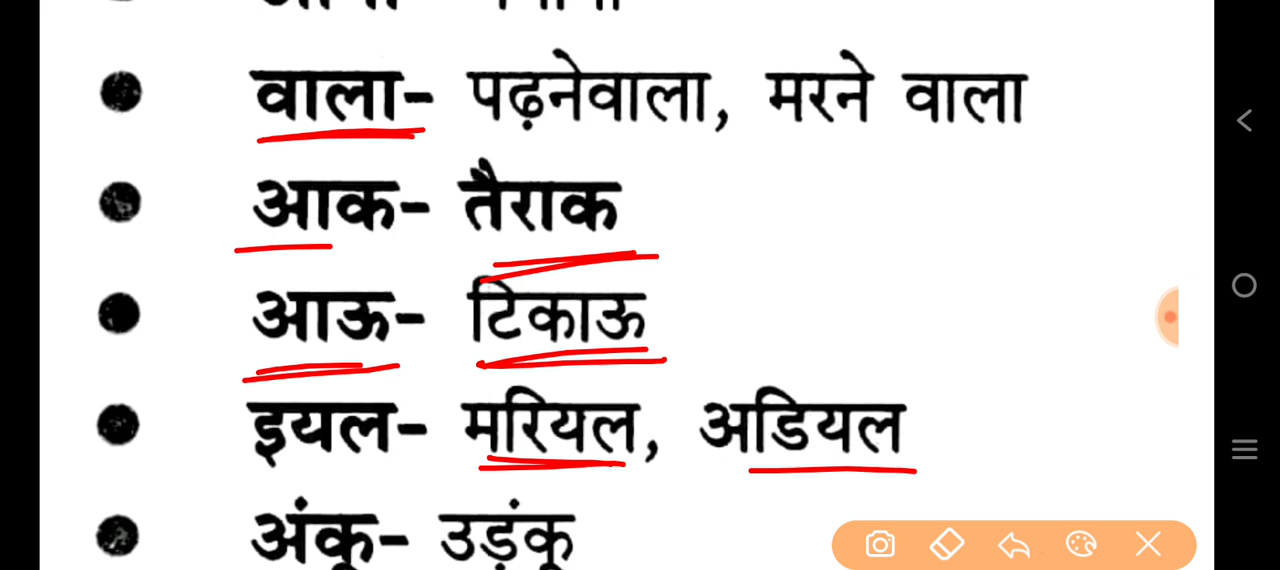 वाला- पढ़नेवाला, मरने वाला
आक- तैराक
आऊ- टिकाऊ
इयल- मरियल, अडियल
अंकू- उड़ंकू